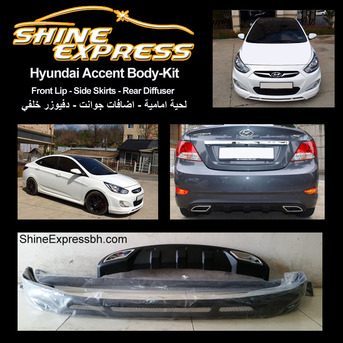 SHINE
EXPRESS
Hyundai Accent Body-Kit
Front Lip - Side Skirts - Rear Diffuser
لحية امامية - اضافات جوانت - دفيوزر خلفي
ShineExpressbh.com